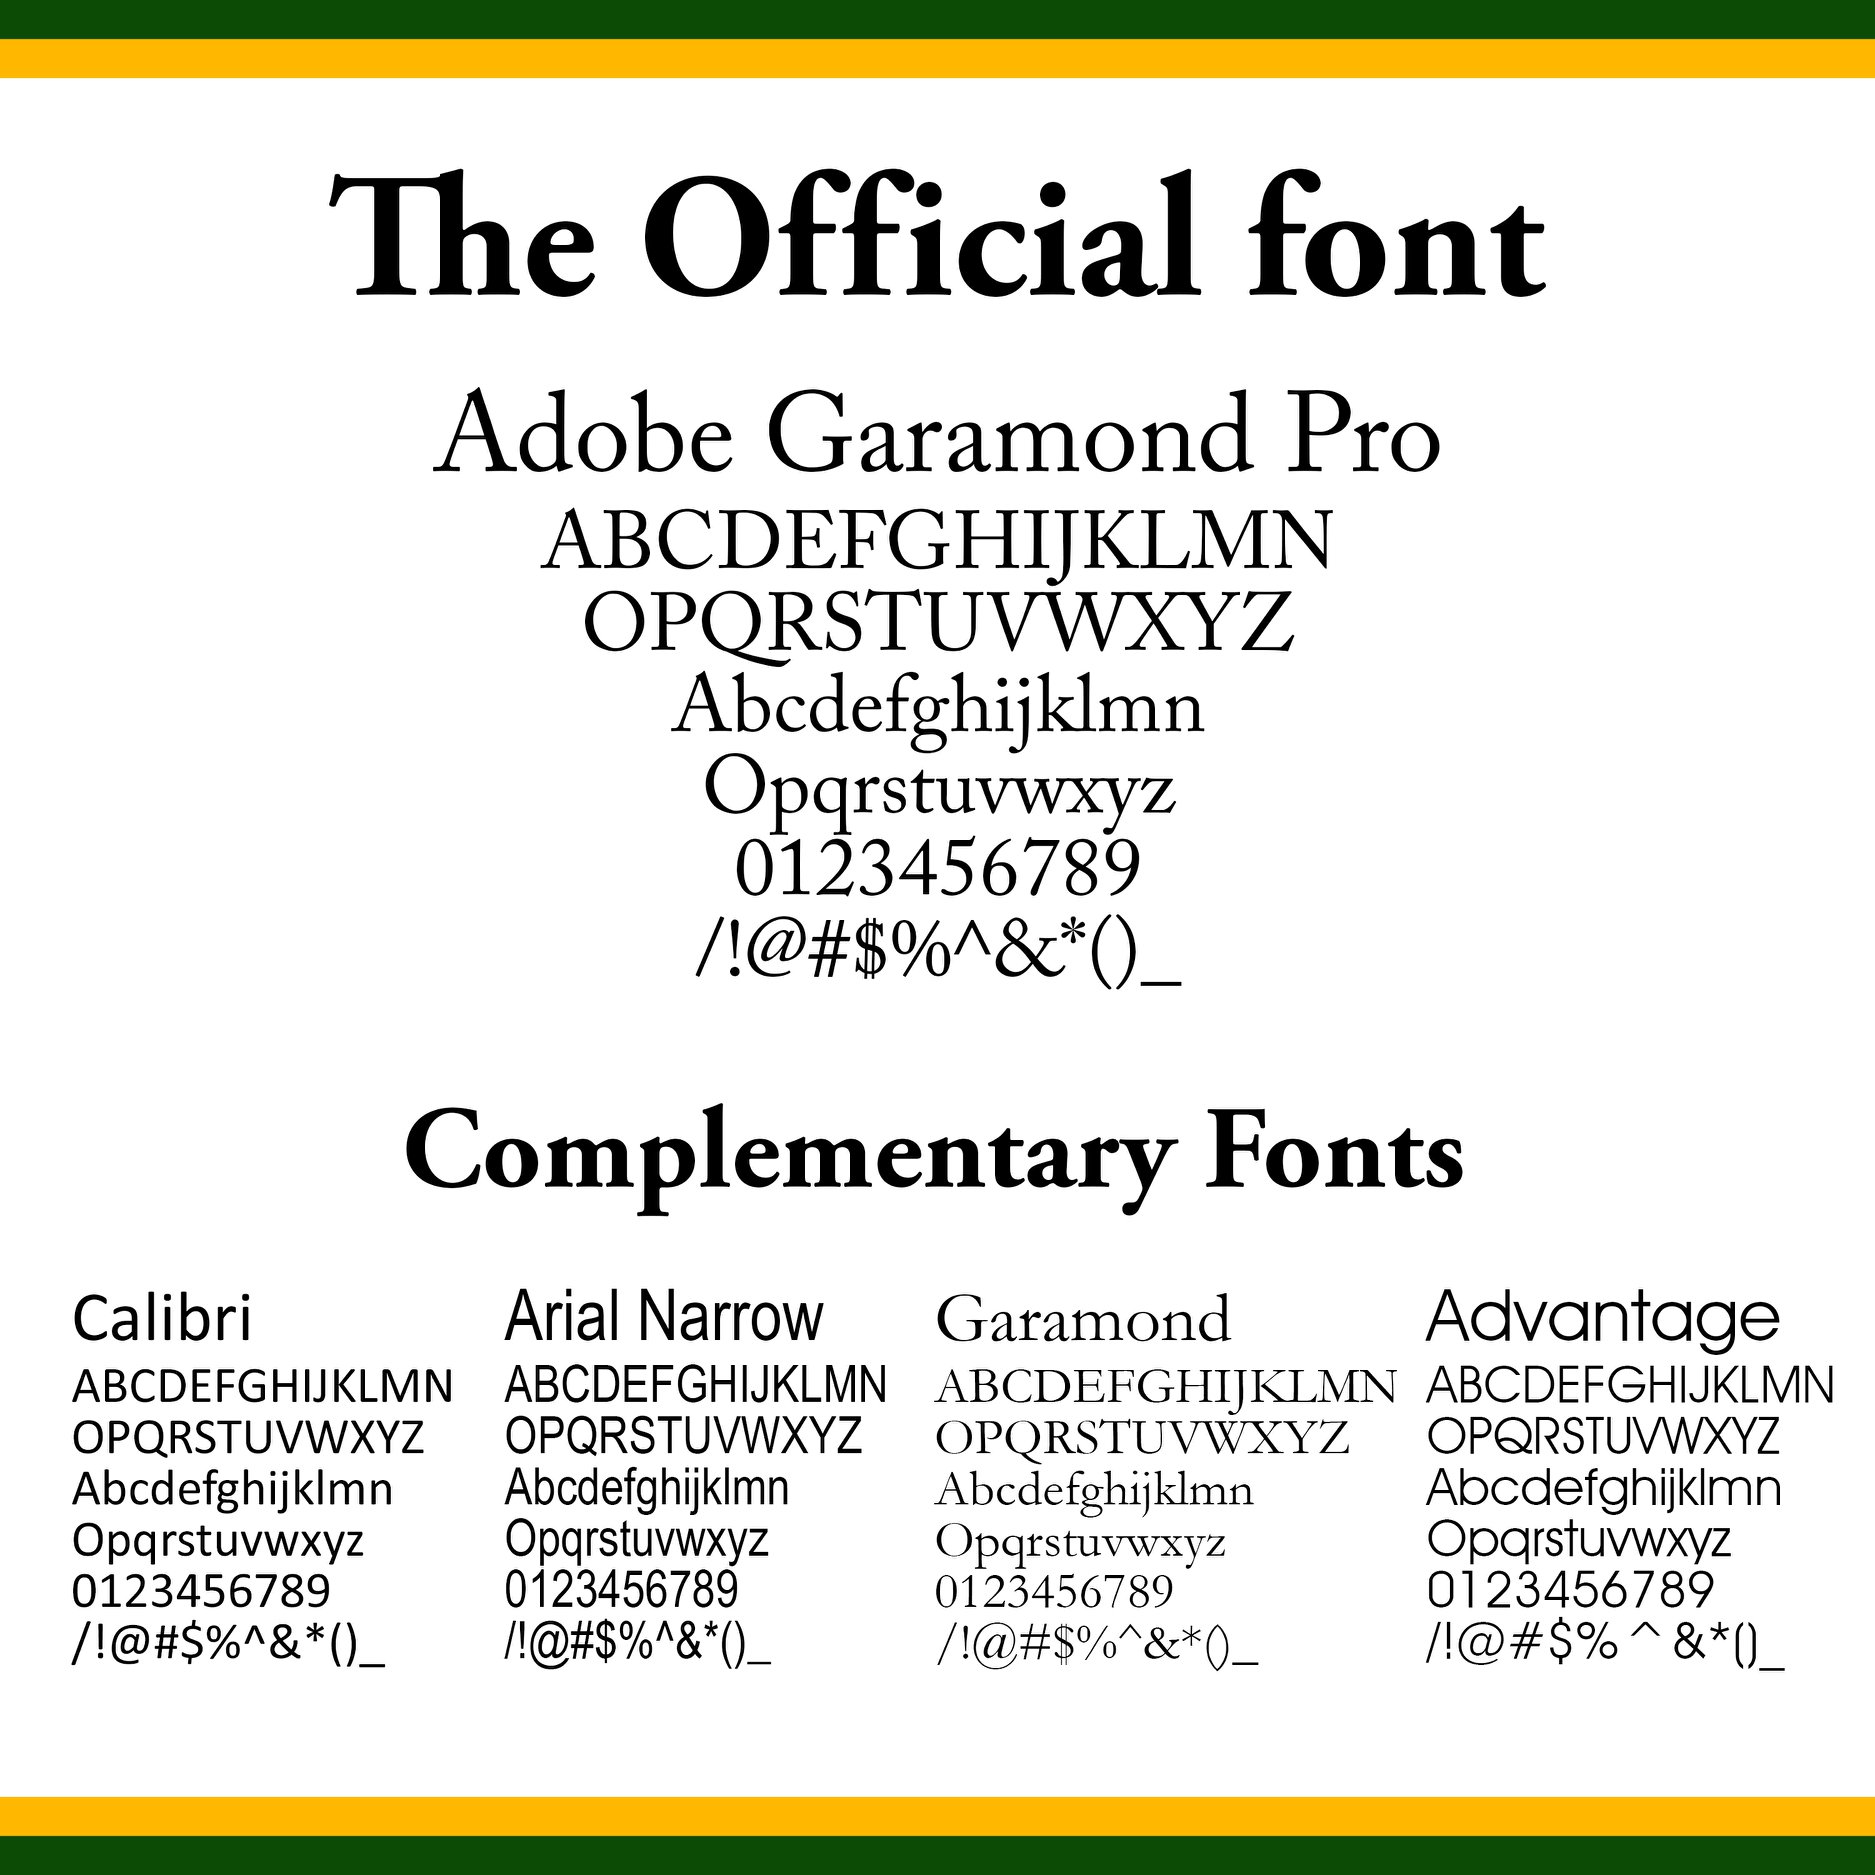 The Official font
Adobe Garamond Pro
ABCDEFGHIJKLMN
OPQRSTUVWXYZ
Abcdefghijklmn
Opqrstuvwxyz
0123456789
/!@#$%^&*()_
Complementary Fonts
Calibri
ABCDEFGHIJKLMN
OPQRSTUVWXYZ
Abcdefghijklmn
Opqrstuvwxyz
0123456789
/!@#$%^&*()_
Arial Narrow
ABCDEFGHIJKLMN
OPQRSTUVWXYZ
Abcdefghijklmn
Opqrstuvwxyz
0123456789
/!@#$%^&*()_
Garamond
ABCDEFGHIJKLMN
OPQRSTUVWXYZ
Abcdefghijklmn
Opqrstuvwxyz
0123456789
/!@#$%^&*()_
Advantage
ABCDEFGHIJKLMN
OPQRSTUVWXYZ
Abcdefghijklmn
Opqrstuvwxyz
0123456789
/!@#$%^&*()_